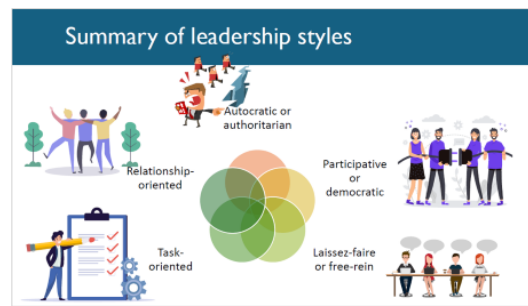 Summary of leadership styles
Autocratic or
authoritarian
Relationship-
oriented
Participative
or
democratic
Task-
oriented
Laissez-faire
or free-rein